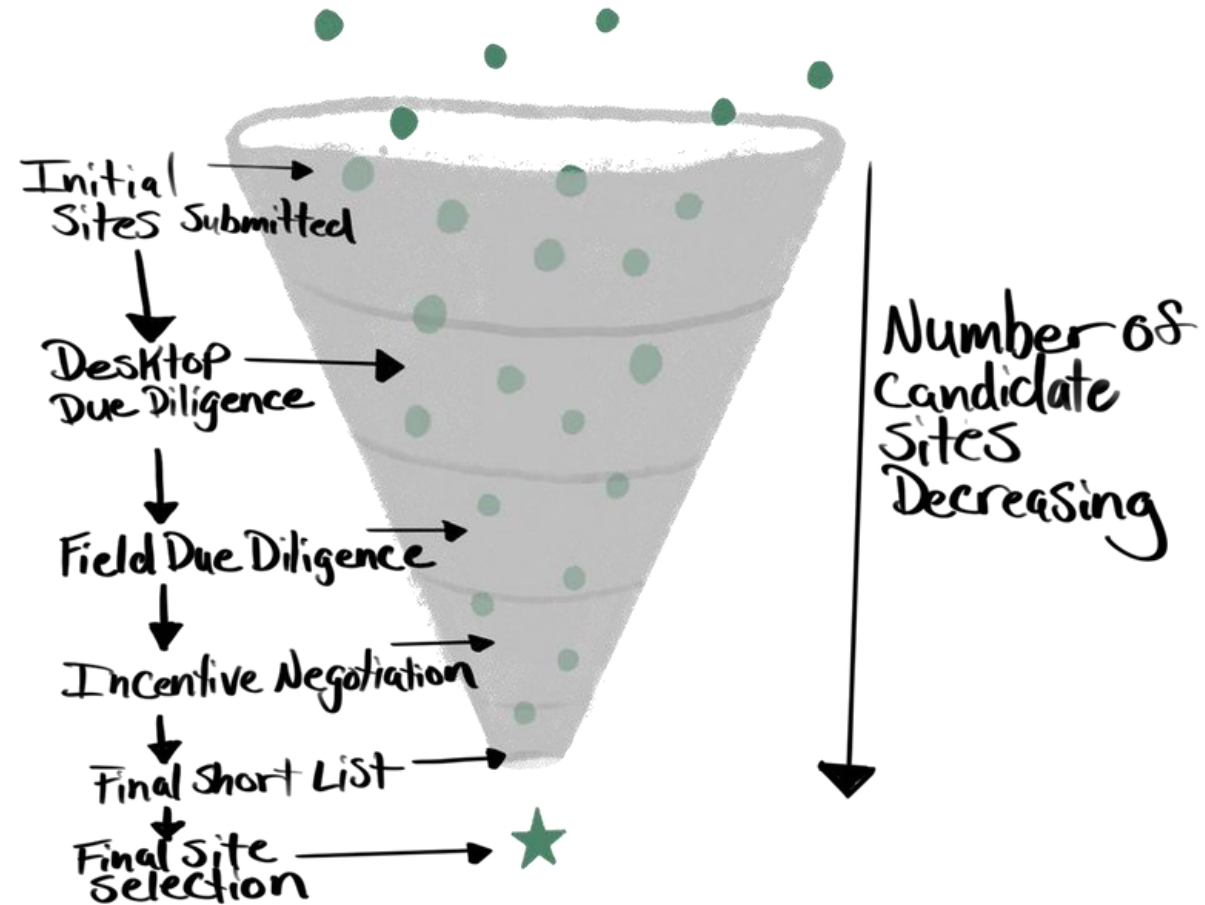 Initial
Sites Submitted
Desktop
Due Diligence
Field Due Diligence
Incentive Negotiation
Final Short List
Final Site
Selection
Number of
Candidate
Sites
Decreasing